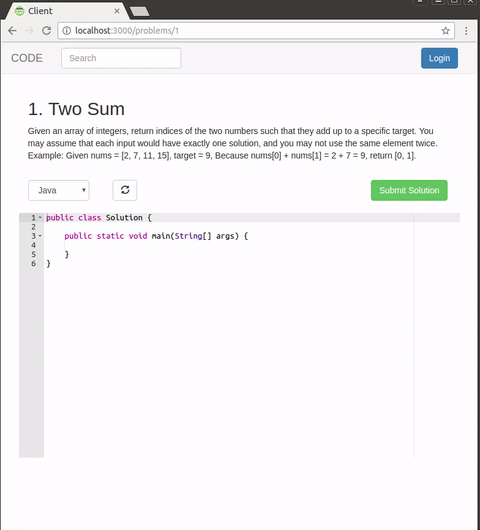 Client
localhost:3000/problems/1
CODE
Search
Login
1. Two Sum
Given an array of integers, return indices of the two numbers such that they add up to a specific target. You
may assume that each input would have exactly one solution, and you may not use the same element twice.
Example: Given nums = [2, 7, 11, 15], target = 9, Because nums[0] + nums[1] = 2 + 7 = 9, return [0, 1].
Java
Submit Solution
1 public class Solution {
2
3     public static void main(String[] args) {
4
5     }
6 }